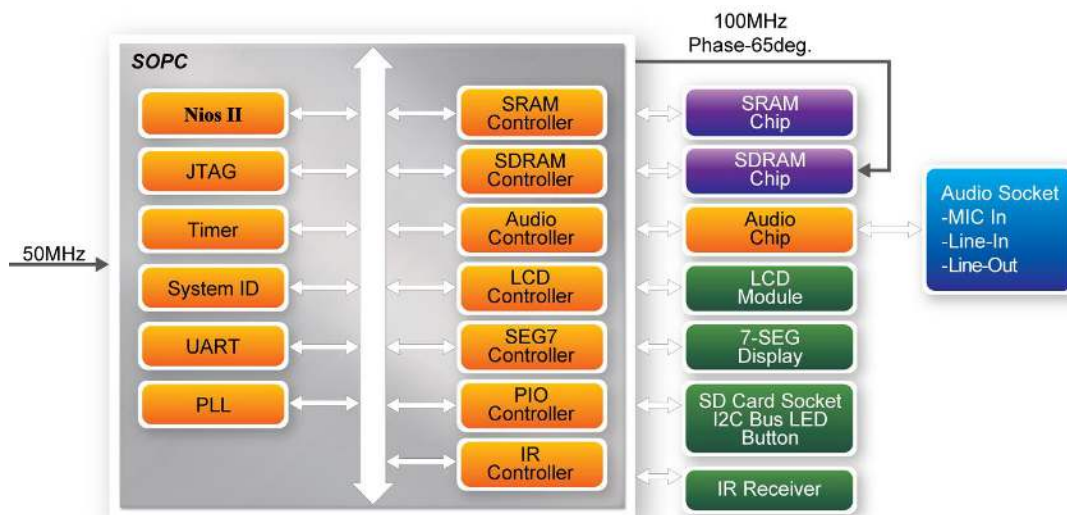 100MHz
Phase-65deg.
SOPC
Nios II
JTAG
Timer
System ID
UART
PLL
50MHz
SRAM
Controller
SDRAM
Controller
Audio
Controller
LCD
Controller
SEG7
Controller
PIO
Controller
IR
Controller
SRAM
Chip
SDRAM
Chip
Audio
Chip
LCD
Module
7-SEG
Display
SD Card Socket
I2C Bus LED
Button
IR Receiver
Audio Socket
-MIC In
-Line-In
-Line-Out